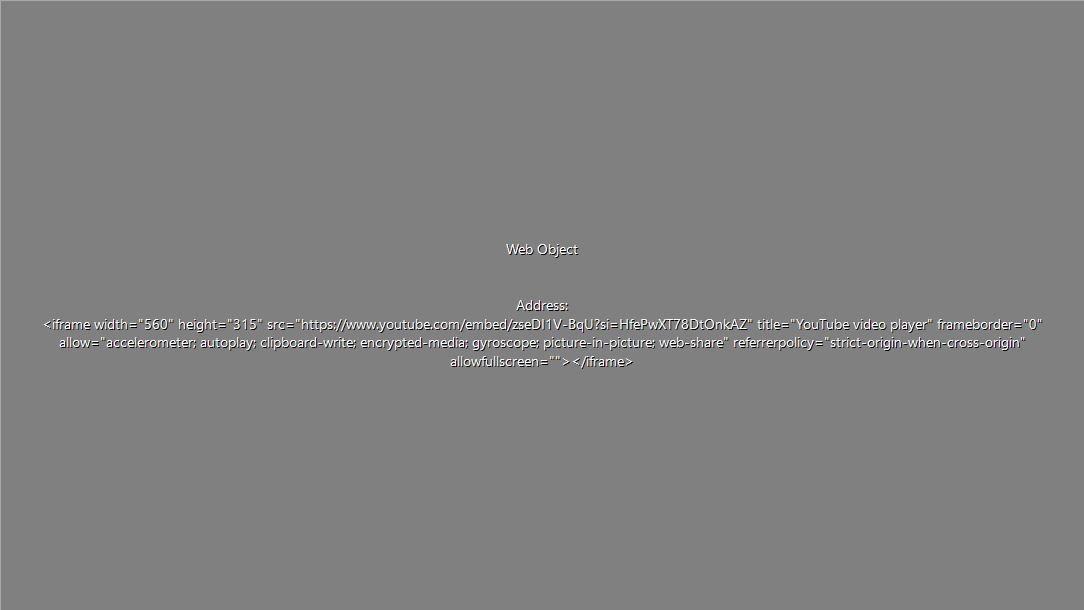 Web Object
Address:
<iframe width="560" height="315" src="https://www.youtube.com/embed/zseDI1V-BqU?si=HfePwXT78DtOnkAZ" title="YouTube video player" frameborder="0"
allow="accelerometer; autoplay; clipboard-write; encrypted-media; gyroscope; picture-in-picture; web-share" referrerpolicy="strict-origin-when-cross-origin"
allowfullscreen=""></iframe>